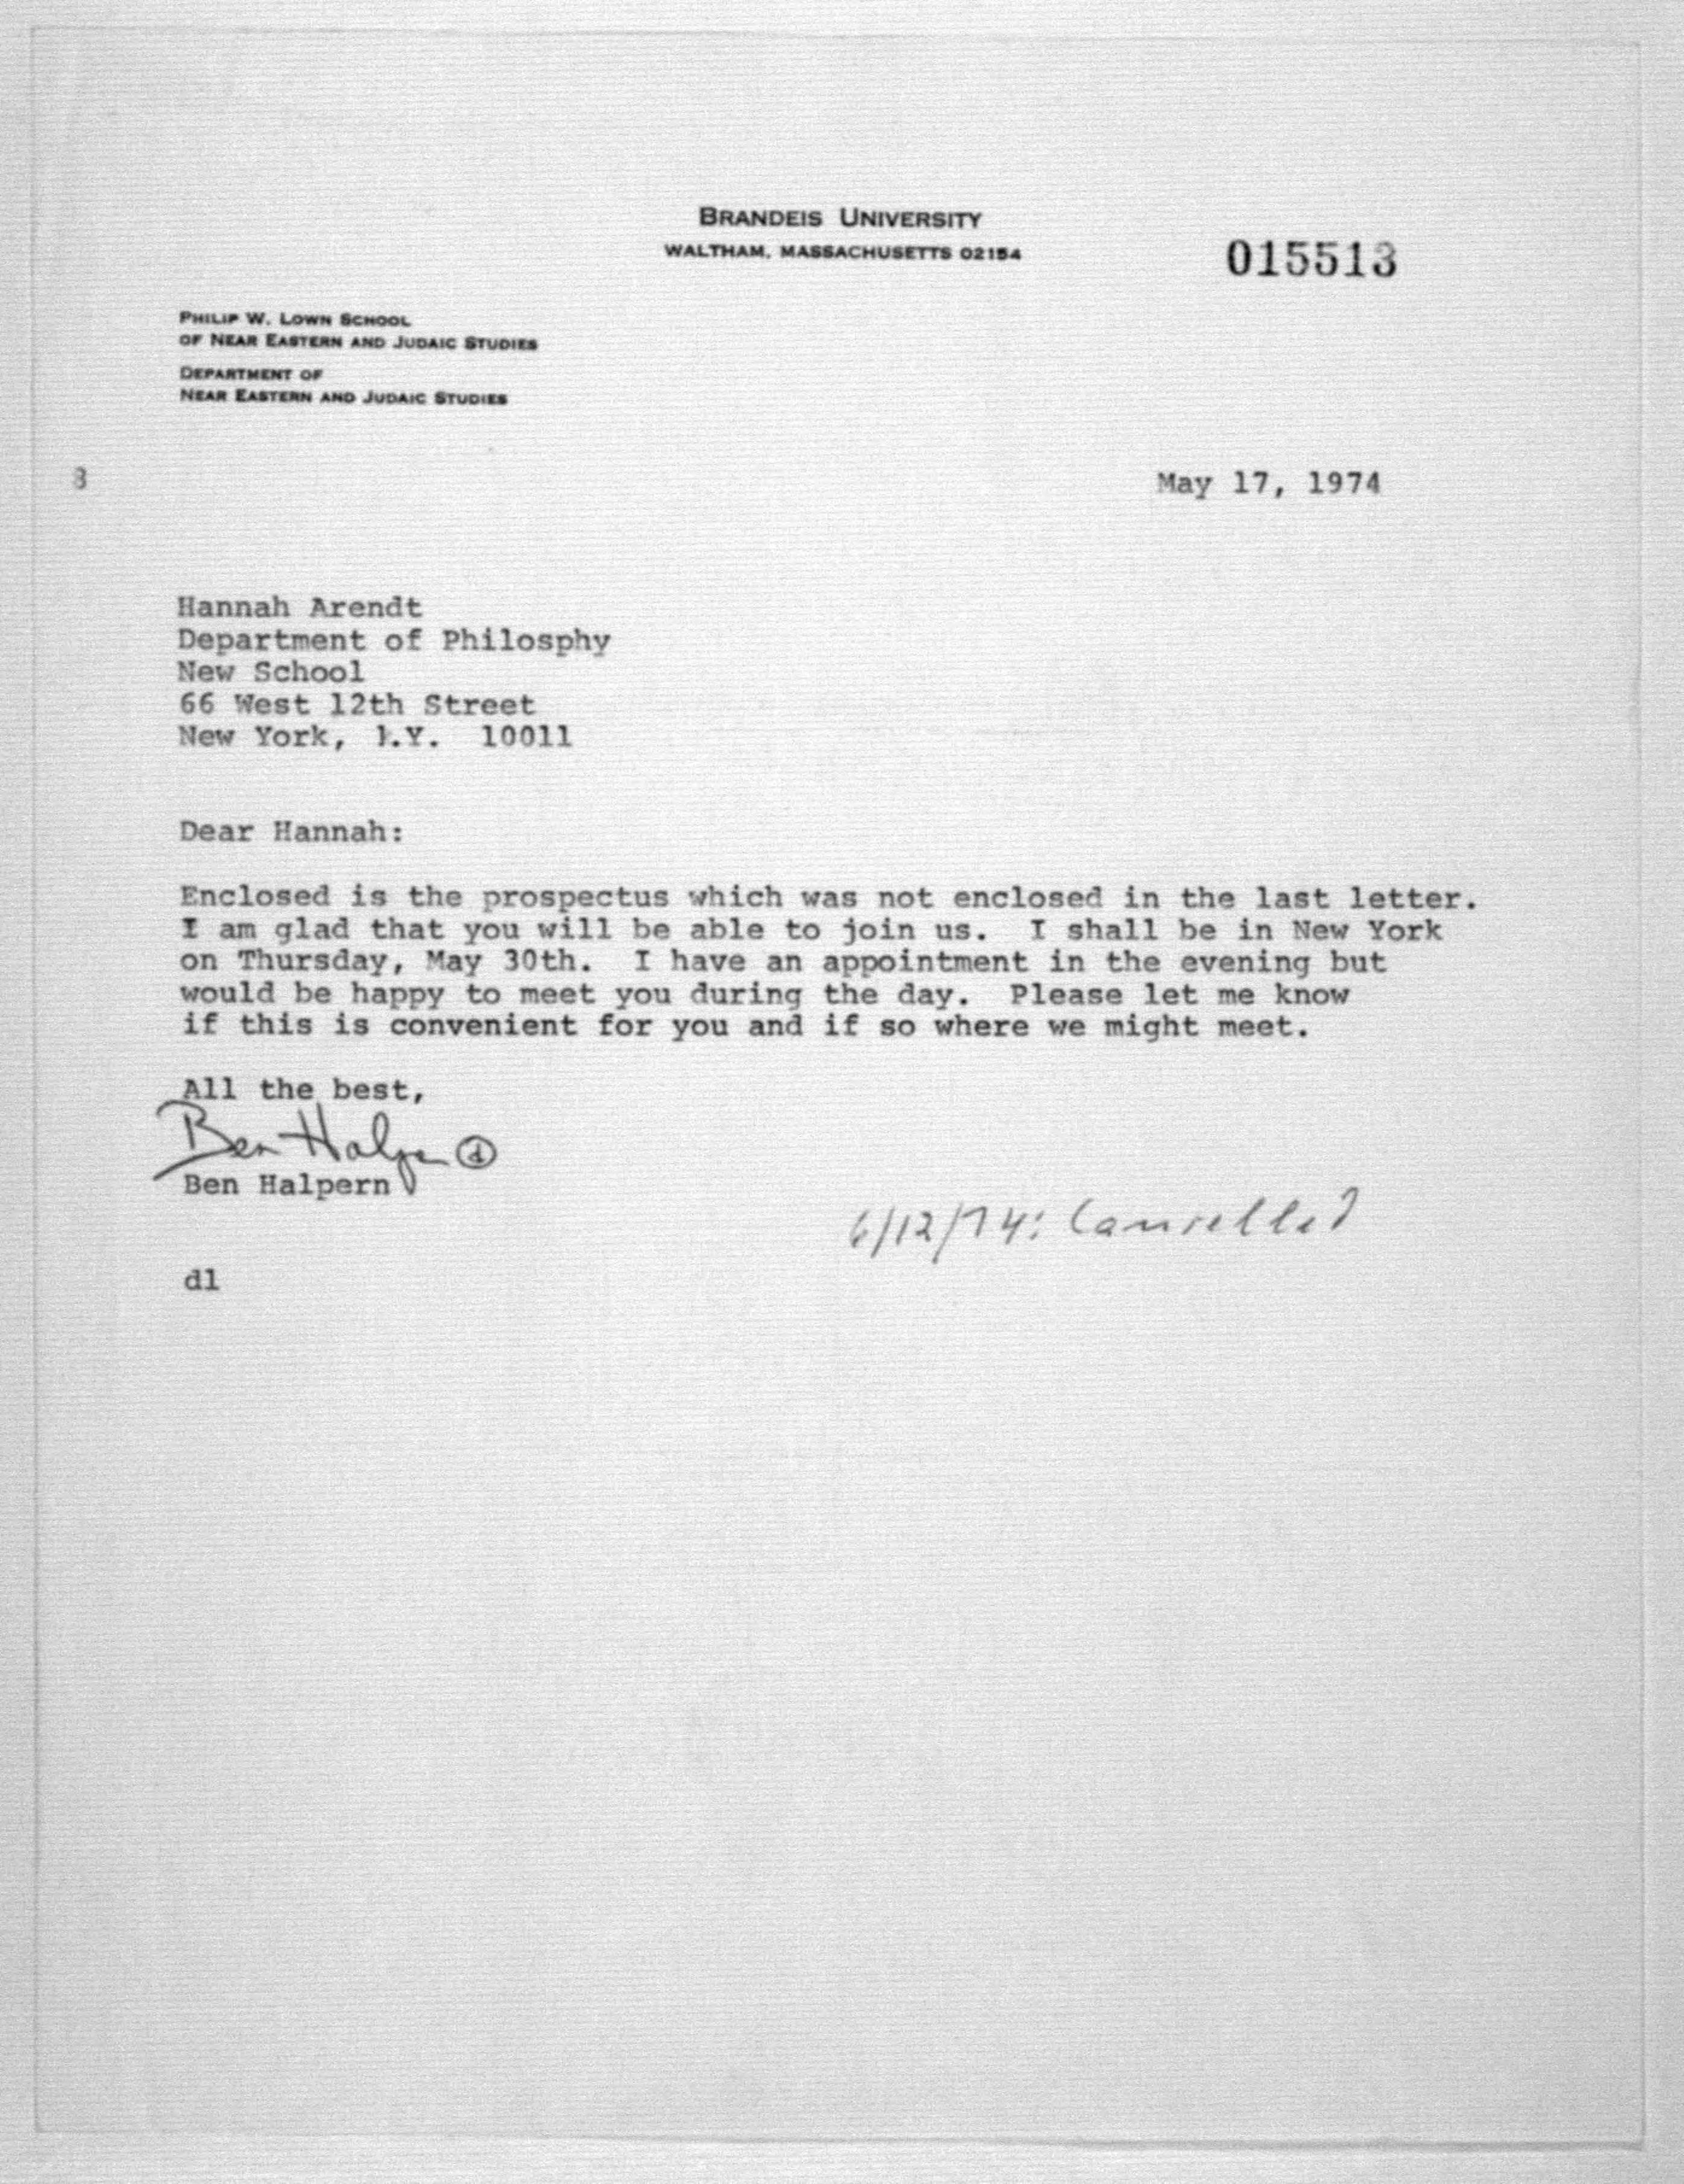 BRANDEIS UNIVERSITY
WALTHAM, MASSACHUSETTS 02154
015513
PHILIP W. LOWN SCHOOL
OF NEAR EASTERN AND JUDAIC STUDIES
DEPARTMENT OF
NEAR EASTERN AND JUDAIC STUDIES
8
May 17, 1974
Hannah Arendt
Department of Philosphy
New School
66 West 12th Street
New York, N.Y.  10011
Dear Hannah:
Enclosed is the prospectus which was not enclosed in the last letter.
I am glad that you will be able to join us.  I shall be in New York
on Thursday, May 30th.  I have an appointment in the evening but
would be happy to meet you during the day.  Please let me know
if this is convenient for you and if so where we might meet.
All the best,
Ben Halpern d
Ben Halpern
6/12/74: Cancelled
dl